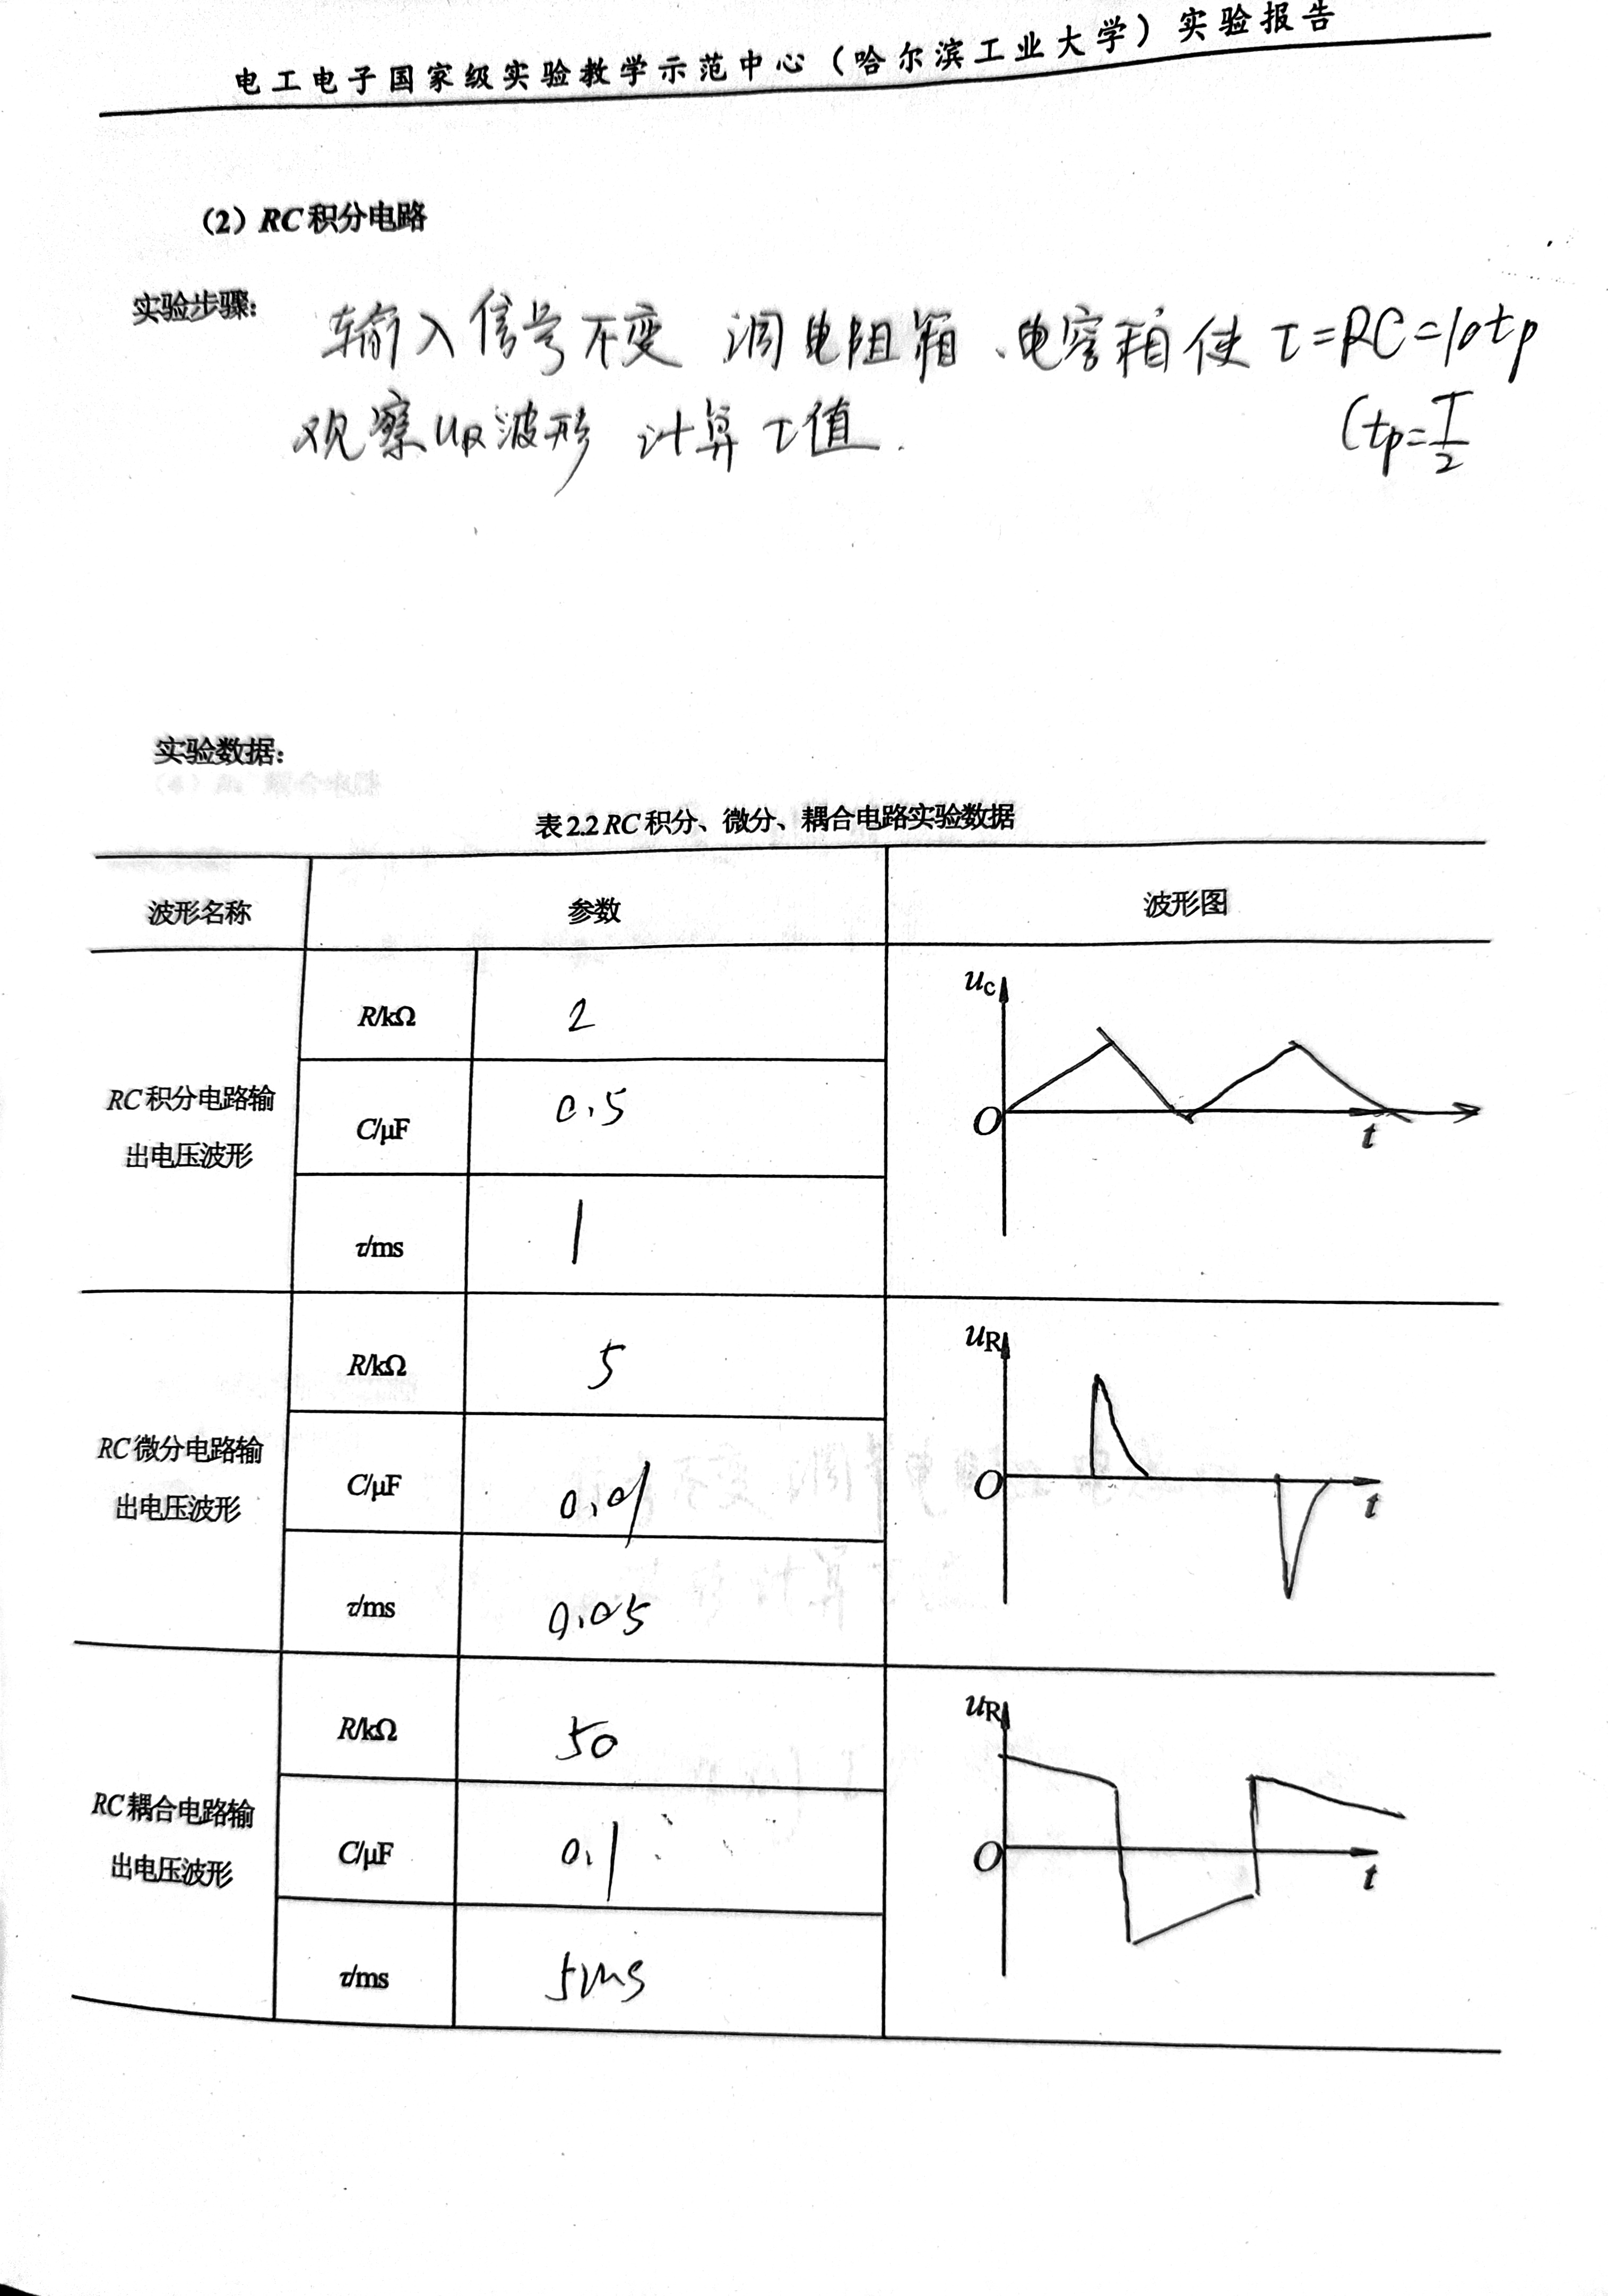 电工电子国家级实验教学示范中心（哈尔滨工业大学）实验报告
（2）RC积分电路
实验步骤：
输入信号不变 调电阻箱、电容箱使 τ=RC=10tp
观察uR波形 计算τ值.
(tp=T/2
实验数据：
表2.2 RC积分、微分、耦合电路实验数据
波形名称 参数 波形图
RC积分电路输
出电压波形
R/kΩ 2
C/μF 0.5
τ/ms 1
uC
O
t
RC微分电路输
出电压波形
R/kΩ 5
C/μF 0.01
τ/ms 0.05
uR
O
t
RC耦合电路输
出电压波形
R/kΩ 50
C/μF 0.1
τ/ms 5ms
uR
O
t